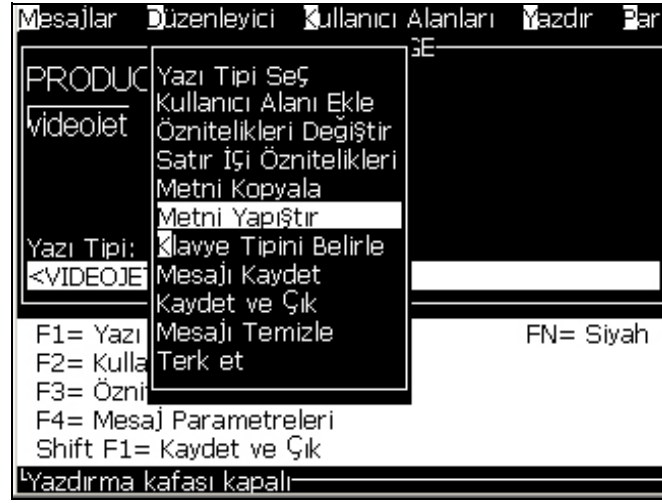 Mesajlar Düzenleyici Kullanıcı Alanları Yazdır Par
GE
PRODUC
videojet
Yazı Tipi Seç
Kullanıcı Alanı Ekle
Öznitelikleri Değiştir
Satır İçi Öznitelikleri
Metni Kopyala
Metni Yapıştır
Klavye Tipini Belirle
Mesajı Kaydet
Kaydet ve Çık
Mesajı Temizle
Terk et
Yazı Tipi:
<VIDEOJET
F1= Yazı
FN= Siyah
F2= Kulla
F3= Özni
F4= Mesaj Parametreleri
Shift F1= Kaydet ve Çık
Yazdırma kafası kapalı